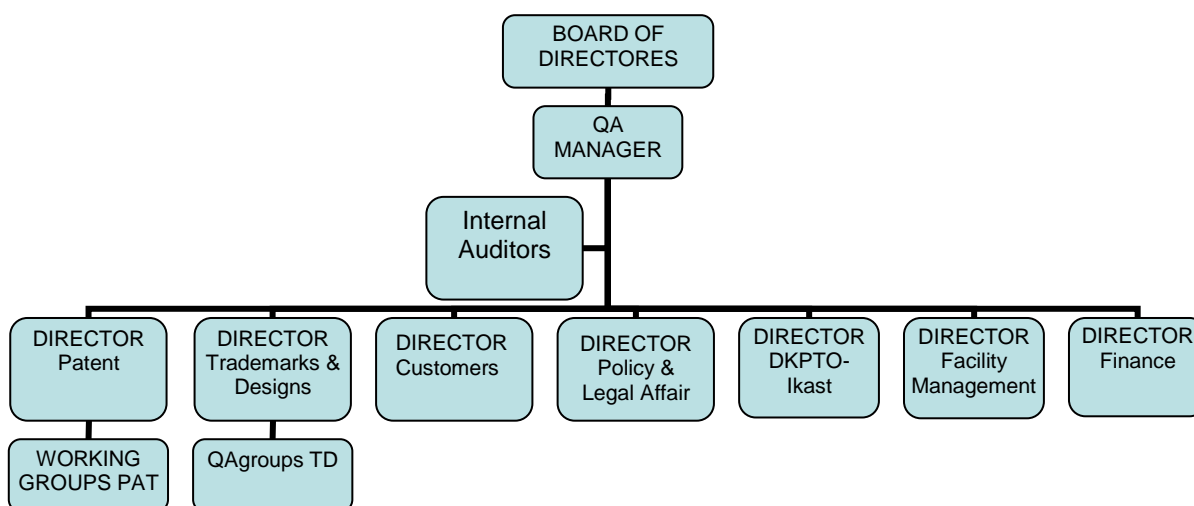 BOARD OF
DIRECTORES
QA
MANAGER
Internal
Auditors
DIRECTOR
Patent
DIRECTOR
Trademarks &
Designs
DIRECTOR
Customers
DIRECTOR
Policy &
Legal Affair
DIRECTOR
DKPTO-
Ikast
DIRECTOR
Facility
Management
DIRECTOR
Finance
WORKING
GROUPS PAT
QAgroups TD